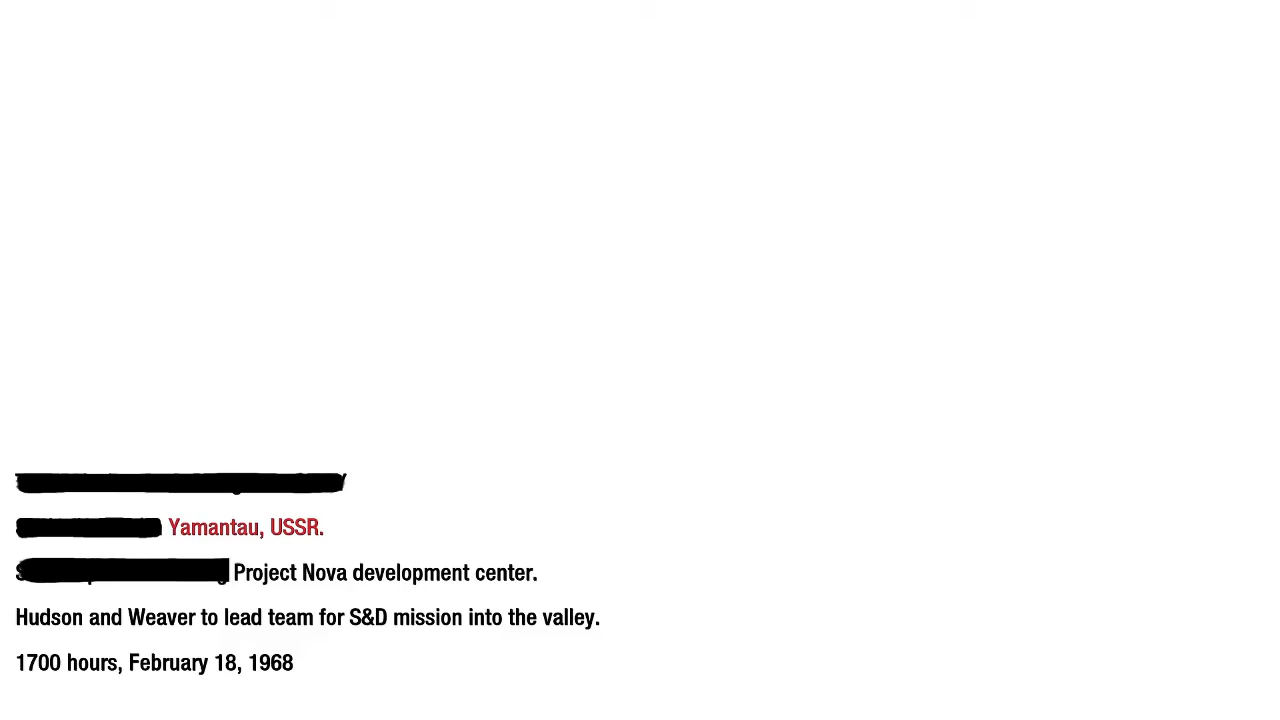 Yamantau, USSR.
Project Nova development center.
Hudson and Weaver to lead team for S&D mission into the valley.
1700 hours, February 18, 1968